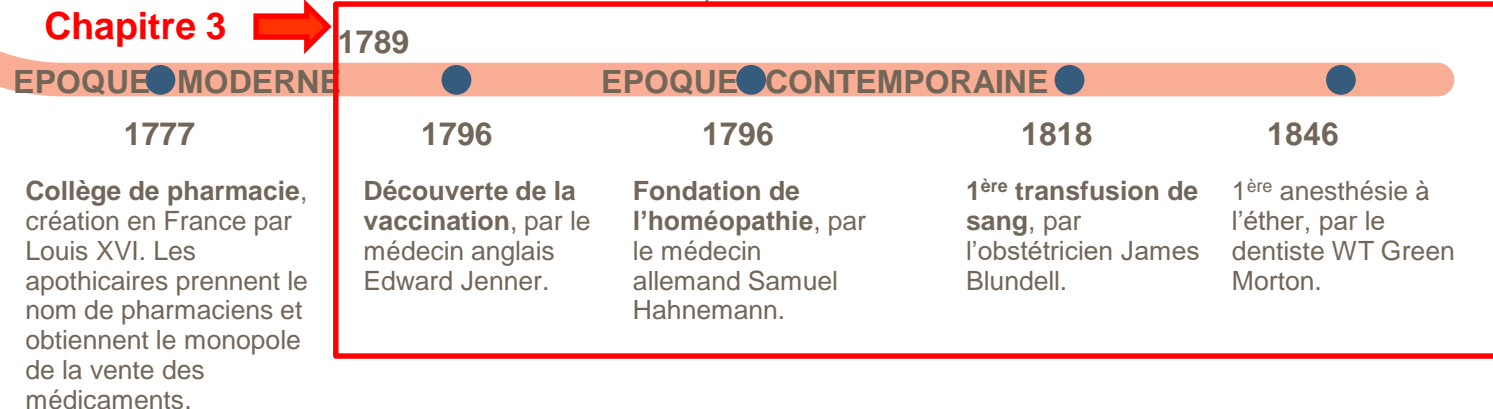 Chapitre 3
1789
EPOQUE MODERNE
EPOQUE CONTEMPORAINE
1777
Collège de pharmacie,
création en France par
Louis XVI. Les
apothicaires prennent le
nom de pharmaciens et
obtiennent le monopole
de la vente des
médicaments.
1796
Découverte de la
vaccination, par le
médecin anglais
Edward Jenner.
1796
Fondation de
l’homéopathie, par
le médecin
allemand Samuel
Hahnemann.
1818
1ère transfusion de
sang, par
l’obstétricien James
Blundell.
1846
1ère anesthésie à
l’éther, par le
dentiste WT Green
Morton.